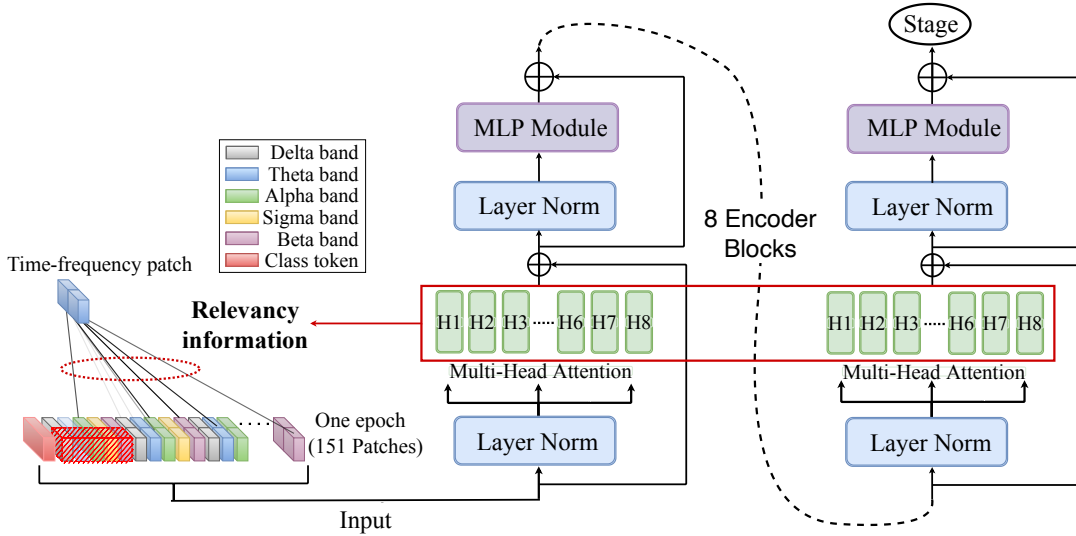 Stage
MLP Module
MLP Module
Delta band
Theta band
Alpha band
Sigma band
Beta band
Class token
Layer Norm
Layer Norm
8 Encoder
Blocks
Time-frequency patch
Relevancy
information
H1 H2 H3 ...... H6 H7 H8
H1 H2 H3 ...... H6 H7 H8
Multi-Head Attention
Multi-Head Attention
One epoch
(151 Patches)
Layer Norm
Layer Norm
Input